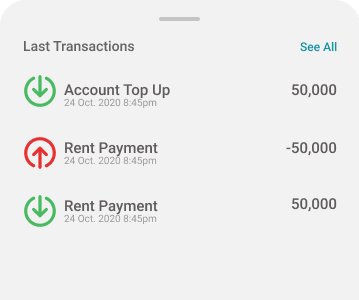 Last Transactions
See All
Account Top Up
50,000
24 Oct. 2020 8:45pm
Rent Payment
-50,000
24 Oct. 2020 8:45pm
Rent Payment
50,000
24 Oct. 2020 8:45pm